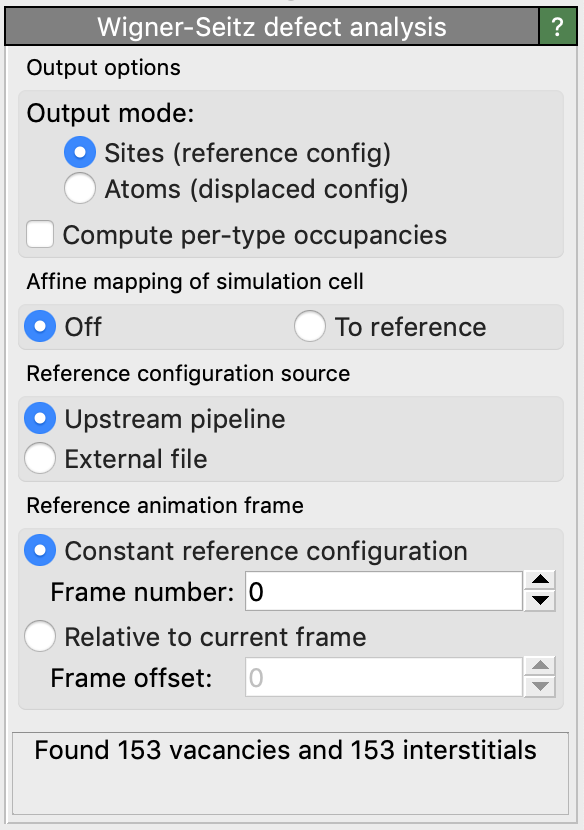 Wigner-Seitz defect analysis ?
Output options
Output mode:
Sites (reference config)
Atoms (displaced config)
Compute per-type occupancies
Affine mapping of simulation cell
Off To reference
Reference configuration source
Upstream pipeline
External file
Reference animation frame
Constant reference configuration
Frame number: 0
Relative to current frame
Frame offset: 0
Found 153 vacancies and 153 interstitials